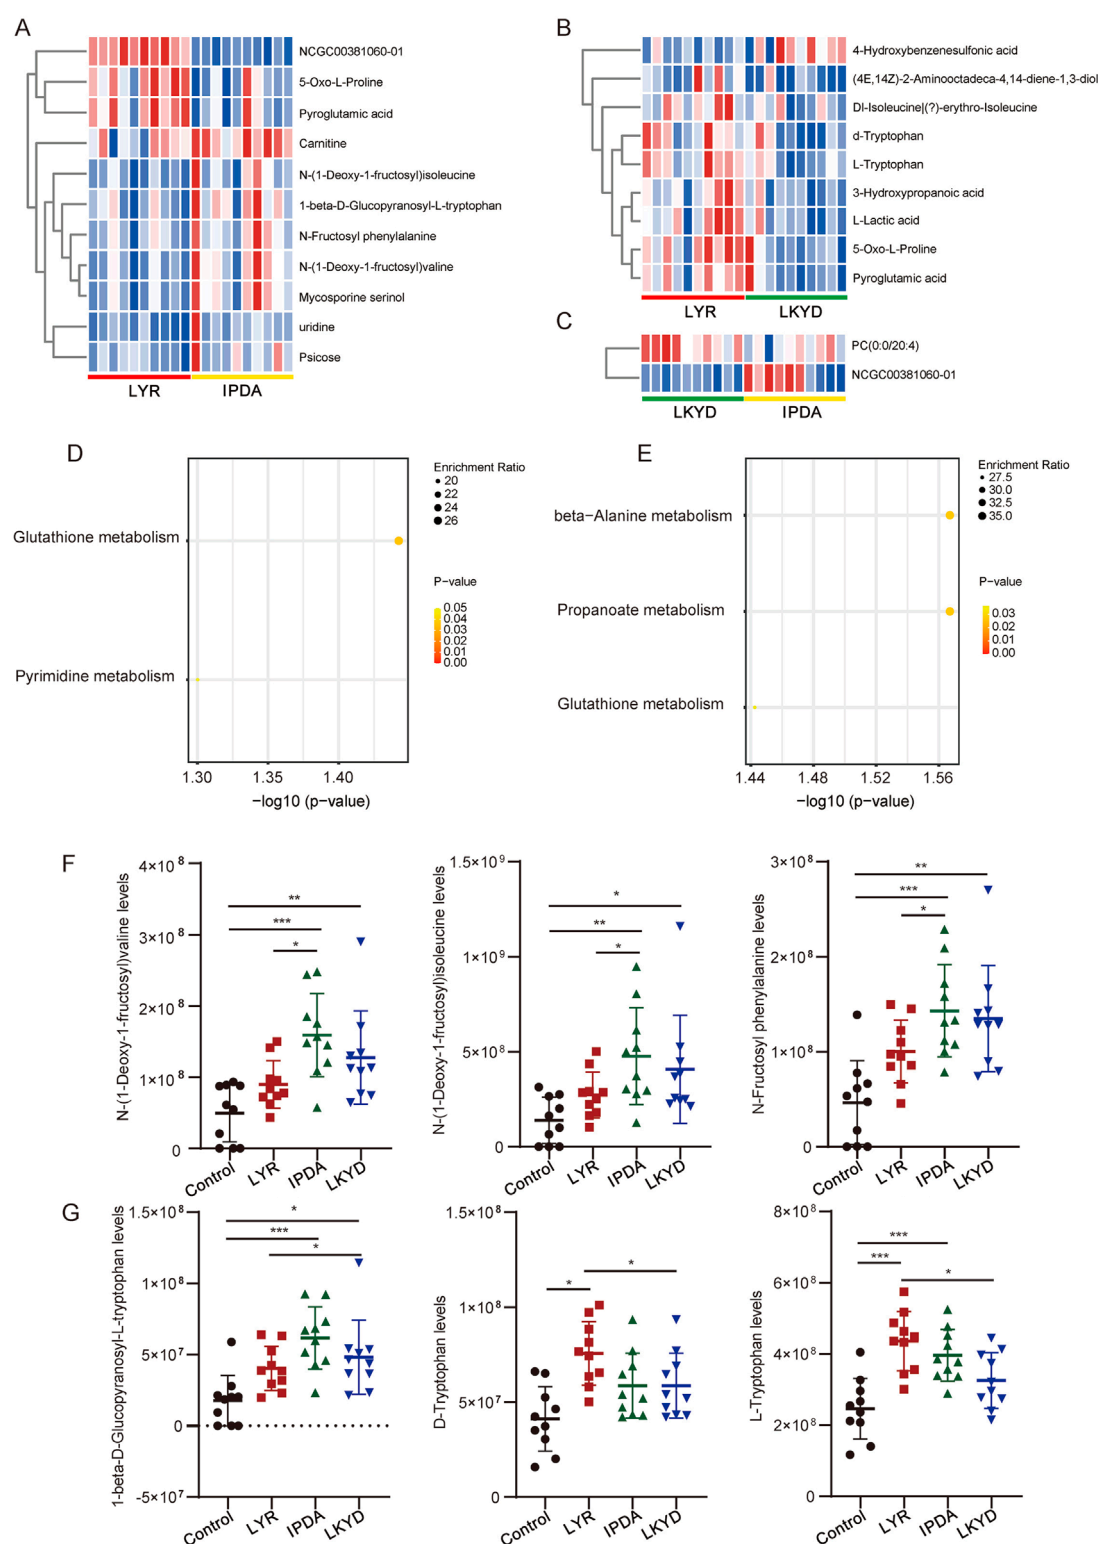 A
NCGC00381060-01
5-Oxo-L-Proline
Pyroglutamic acid
Carnitine
N-(1-Deoxy-1-fructosyl)isoleucine
1-beta-D-Glucopyranosyl-L-tryptophan
N-Fructosyl phenylalanine
N-(1-Deoxy-1-fructosyl)valine
Mycosporine serinol
uridine
Psicose
LYR
IPDA
B
4-Hydroxybenzenesulfonic acid
(4E,14Z)-2-Aminooctadeca-4,14-diene-1,3-diol
Dl-Isoleucine|(?)-erythro-Isoleucine
d-Tryptophan
L-Tryptophan
3-Hydroxypropanoic acid
L-Lactic acid
5-Oxo-L-Proline
Pyroglutamic acid
LYR
LKYD
C
PC(0:0/20:4)
NCGC00381060-01
LKYD
IPDA
D
Glutathione metabolism
Pyrimidine metabolism
1.30
1.35
1.40
−log10 (p-value)
Enrichment Ratio
20
22
24
26
P−value
0.05
0.04
0.03
0.02
0.01
0.00
E
beta−Alanine metabolism
Propanoate metabolism
Glutathione metabolism
1.44
1.48
1.52
1.56
−log10 (p-value)
Enrichment Ratio
27.5
30.0
32.5
35.0
P−value
0.03
0.02
0.01
0.00
F
N-(1-Deoxy-1-fructosyl)valine levels
4×10⁸
3×10⁸
2×10⁸
1×10⁸
0
**
***
*
Control
LYR
IPDA
LKYD
N-(1-Deoxy-1-fructosyl)isoleucine levels
1.5×10⁹
1×10⁹
5×10⁸
0
*
**
*
Control
LYR
IPDA
LKYD
N-Fructosyl phenylalanine levels
3×10⁸
2×10⁸
1×10⁸
0
**
***
*
Control
LYR
IPDA
LKYD
G
1-beta-D-Glucopyranosyl-L-tryptophan levels
1.5×10⁸
1×10⁸
5×10⁷
0
-5×10⁷
*
***
*
Control
LYR
IPDA
LKYD
D-Tryptophan levels
1.5×10⁸
1×10⁸
5×10⁷
0
*
*
Control
LYR
IPDA
LKYD
L-Tryptophan levels
8×10⁸
6×10⁸
4×10⁸
2×10⁸
0
***
***
*
Control
LYR
IPDA
LKYD